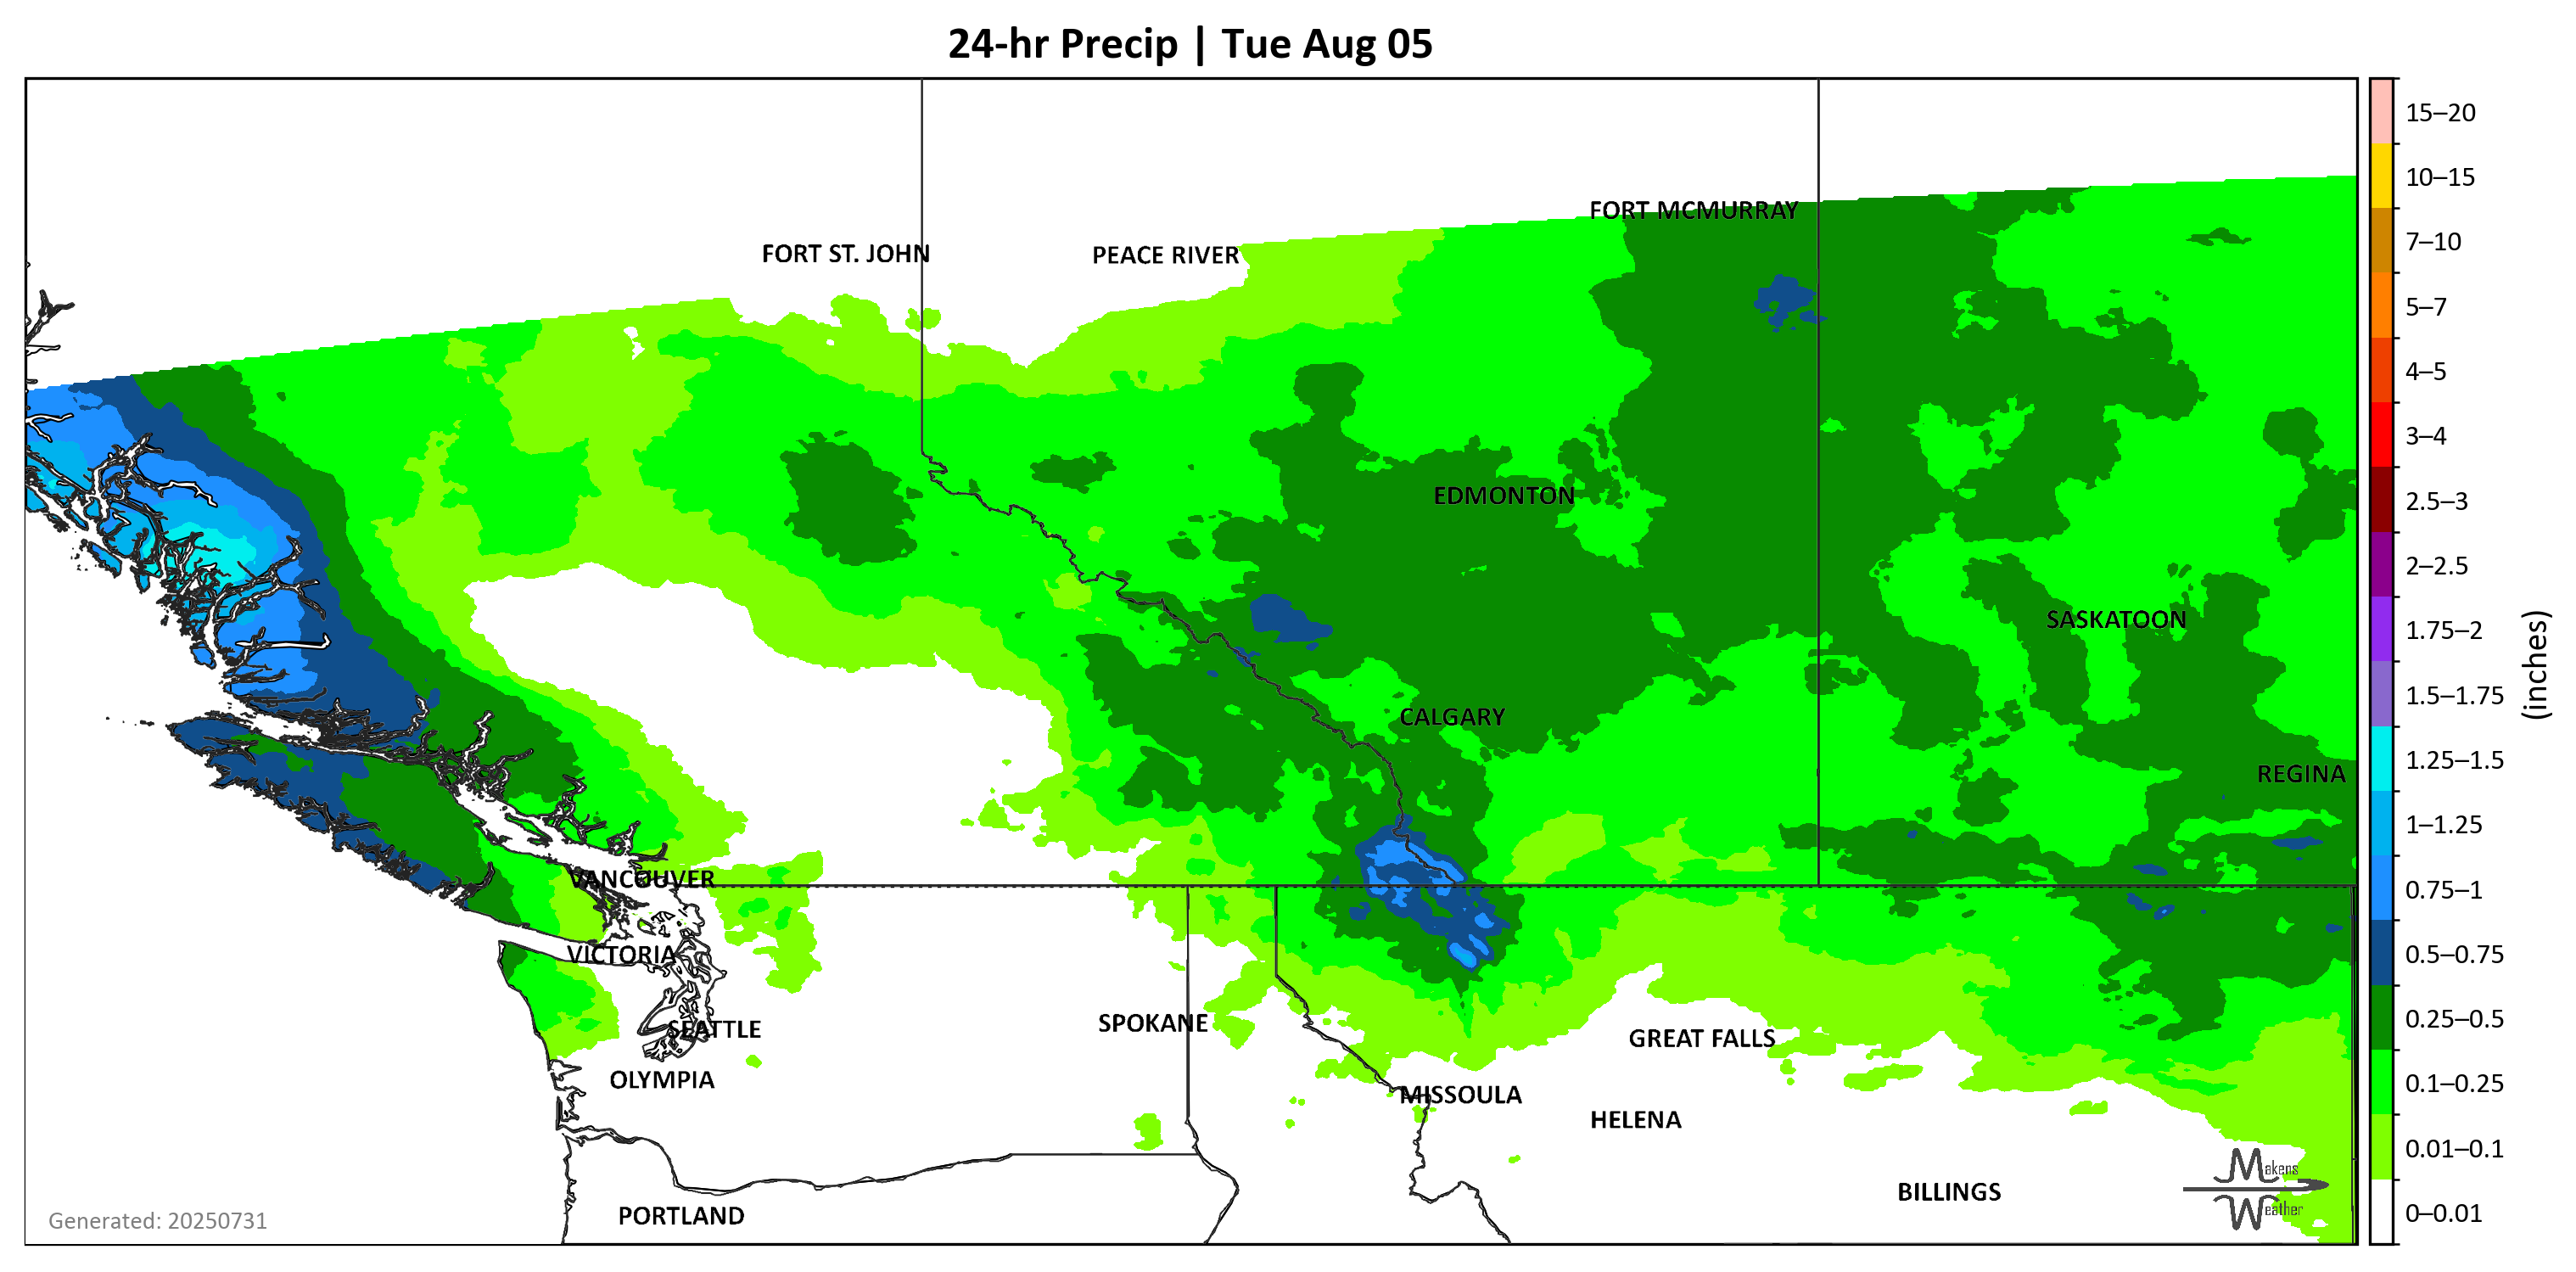 24-hr Precip | Tue Aug 05
FORT MCMURRAY
FORT ST. JOHN
PEACE RIVER
EDMONTON
SASKATOON
CALGARY
REGINA
VANCOUVER
VICTORIA
SPOKANE
SEATTLE
GREAT FALLS
OLYMPIA
MISSOULA
HELENA
BILLINGS
PORTLAND
Makens
Weather
Generated: 20250731
15–20
10–15
7–10
5–7
4–5
3–4
2.5–3
2–2.5
1.75–2
1.5–1.75
1.25–1.5
1–1.25
0.75–1
0.5–0.75
0.25–0.5
0.1–0.25
0.01–0.1
0–0.01
(inches)